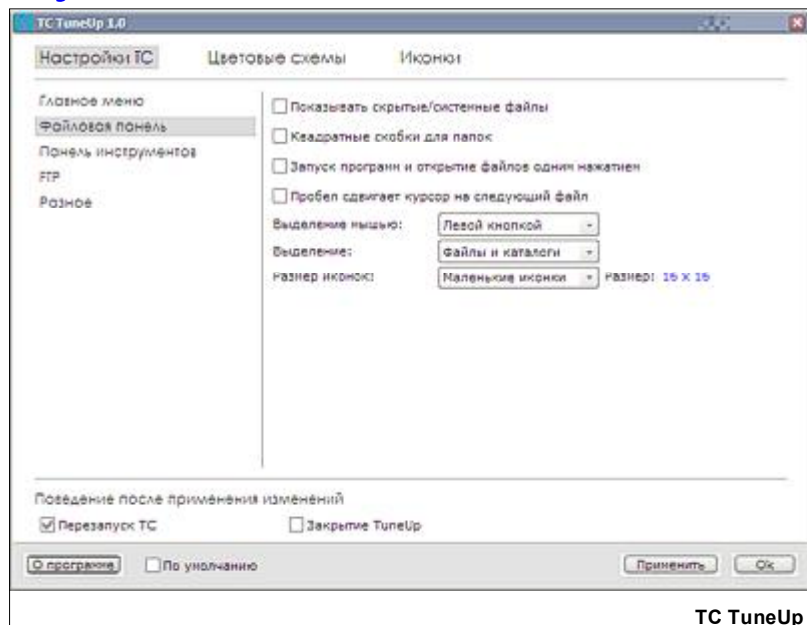 TC TuneUp 1.0
Настройки TC Цветовые схемы Иконки
Главное меню
Файловая панель
Панель инструментов
FTP
Разное
Показывать скрытые/системные файлы
Квадратные скобки для папок
Запуск програмн и открытие файлов одним нажатием
Пробел сдвигает курсор на следующий файл
Выделение мышью: Левой кнопкой
Выделение: Файлы и каталоги
Размер иконок: Маленькие иконки Размер: 16 x 16
Поведение после применения изменений
Перезапуск TC Закрытие TuneUp
О программе По умолчанию Применить Ok
TC TuneUp